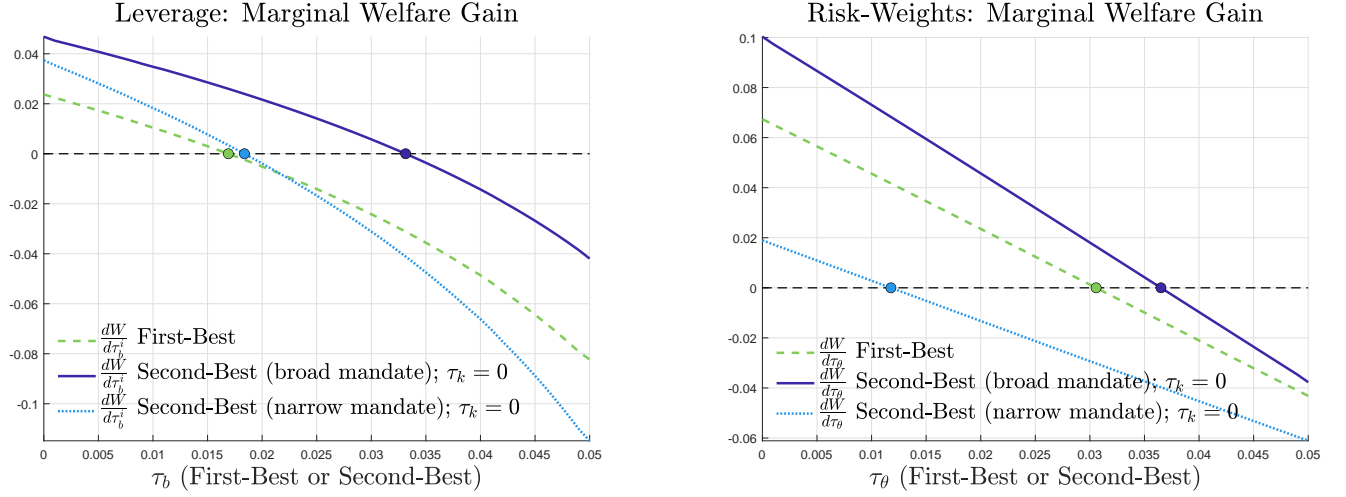 Leverage: Marginal Welfare Gain
0.04
0.02
0
-0.02
-0.04
-0.06
-0.08
-0.1
dW/dτ_b^i First-Best
dW/dτ_b^i Second-Best (broad mandate); τ_k = 0
dW/dτ_b^i Second-Best (narrow mandate); τ_k = 0
0 0.005 0.01 0.015 0.02 0.025 0.03 0.035 0.04 0.045 0.05
τ_b (First-Best or Second-Best)
Risk-Weights: Marginal Welfare Gain
0.1
0.08
0.06
0.04
0.02
0
-0.02
-0.04
-0.06
dW/dτ_θ First-Best
dW/dτ_θ Second-Best (broad mandate); τ_k = 0
dW/dτ_θ Second-Best (narrow mandate); τ_k = 0
0 0.005 0.01 0.015 0.02 0.025 0.03 0.035 0.04 0.045 0.05
τ_θ (First-Best or Second-Best)